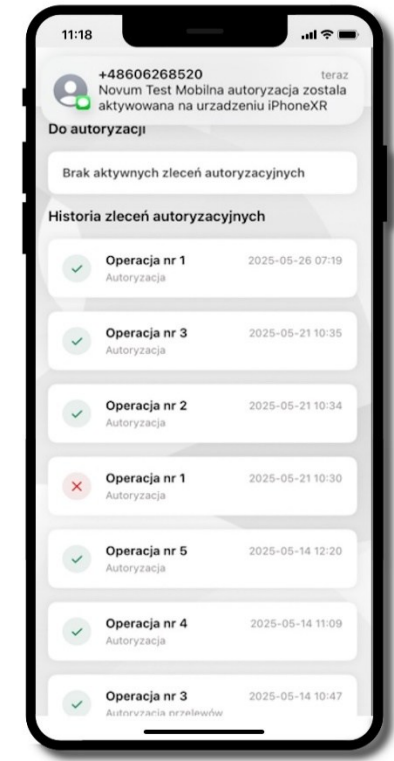 11:18
+48606268520 teraz
Novum Test Mobilna autoryzacja zostala
aktywowana na urzadzeniu iPhoneXR
Do autoryzacji
Brak aktywnych zleceń autoryzacyjnych
Historia zleceń autoryzacyjnych
Operacja nr 1 2025-05-26 07:19
Autoryzacja
Operacja nr 3 2025-05-21 10:35
Autoryzacja
Operacja nr 2 2025-05-21 10:34
Autoryzacja
Operacja nr 1 2025-05-21 10:30
Autoryzacja
Operacja nr 5 2025-05-14 12:20
Autoryzacja
Operacja nr 4 2025-05-14 11:09
Autoryzacja
Operacja nr 3 2025-05-14 10:47
Autoryzacja przelewów